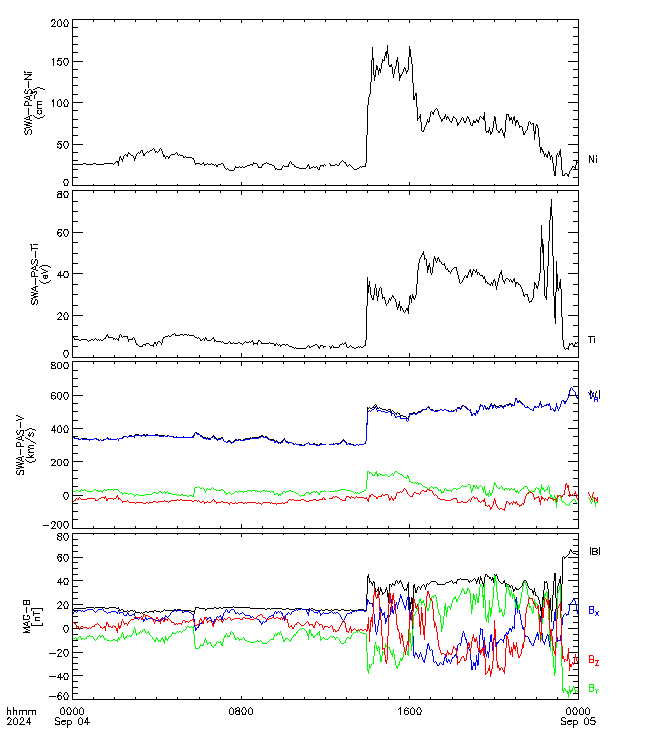 200
150
100
50
0
SWA-PAS-Ni
(cm⁻³)
Ni
80
60
40
20
0
SWA-PAS-Ti
(eV)
Ti
800
600
400
200
0
-200
SWA-PAS-V
(km/s)
80
60
40
20
0
-20
-40
-60
MAG-B
[nT]
|B|
Bx
Bz
By
hhmm 0000 0800 1600 0000
2024 Sep 04 Sep 05